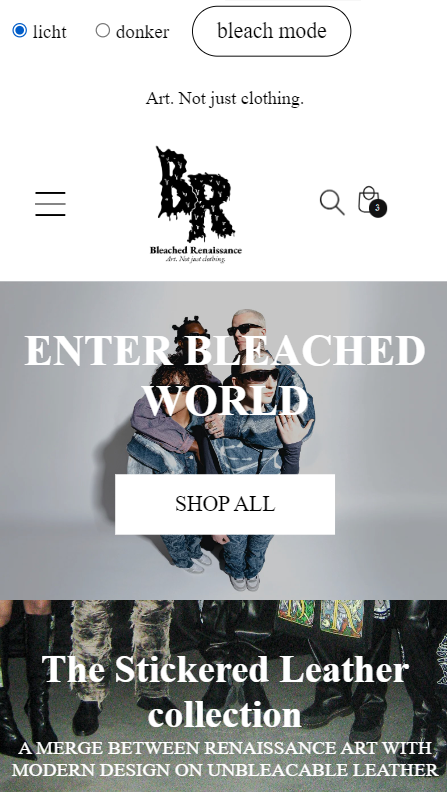 licht donker bleach mode
Art. Not just clothing.
BR
Bleached Renaissance
Art. Not just clothing.
3
ENTER BLEACHED
WORLD
SHOP ALL
The Stickered Leather
collection
A MERGE BETWEEN RENAISSANCE ART WITH
MODERN DESIGN ON UNBLEACABLE LEATHER